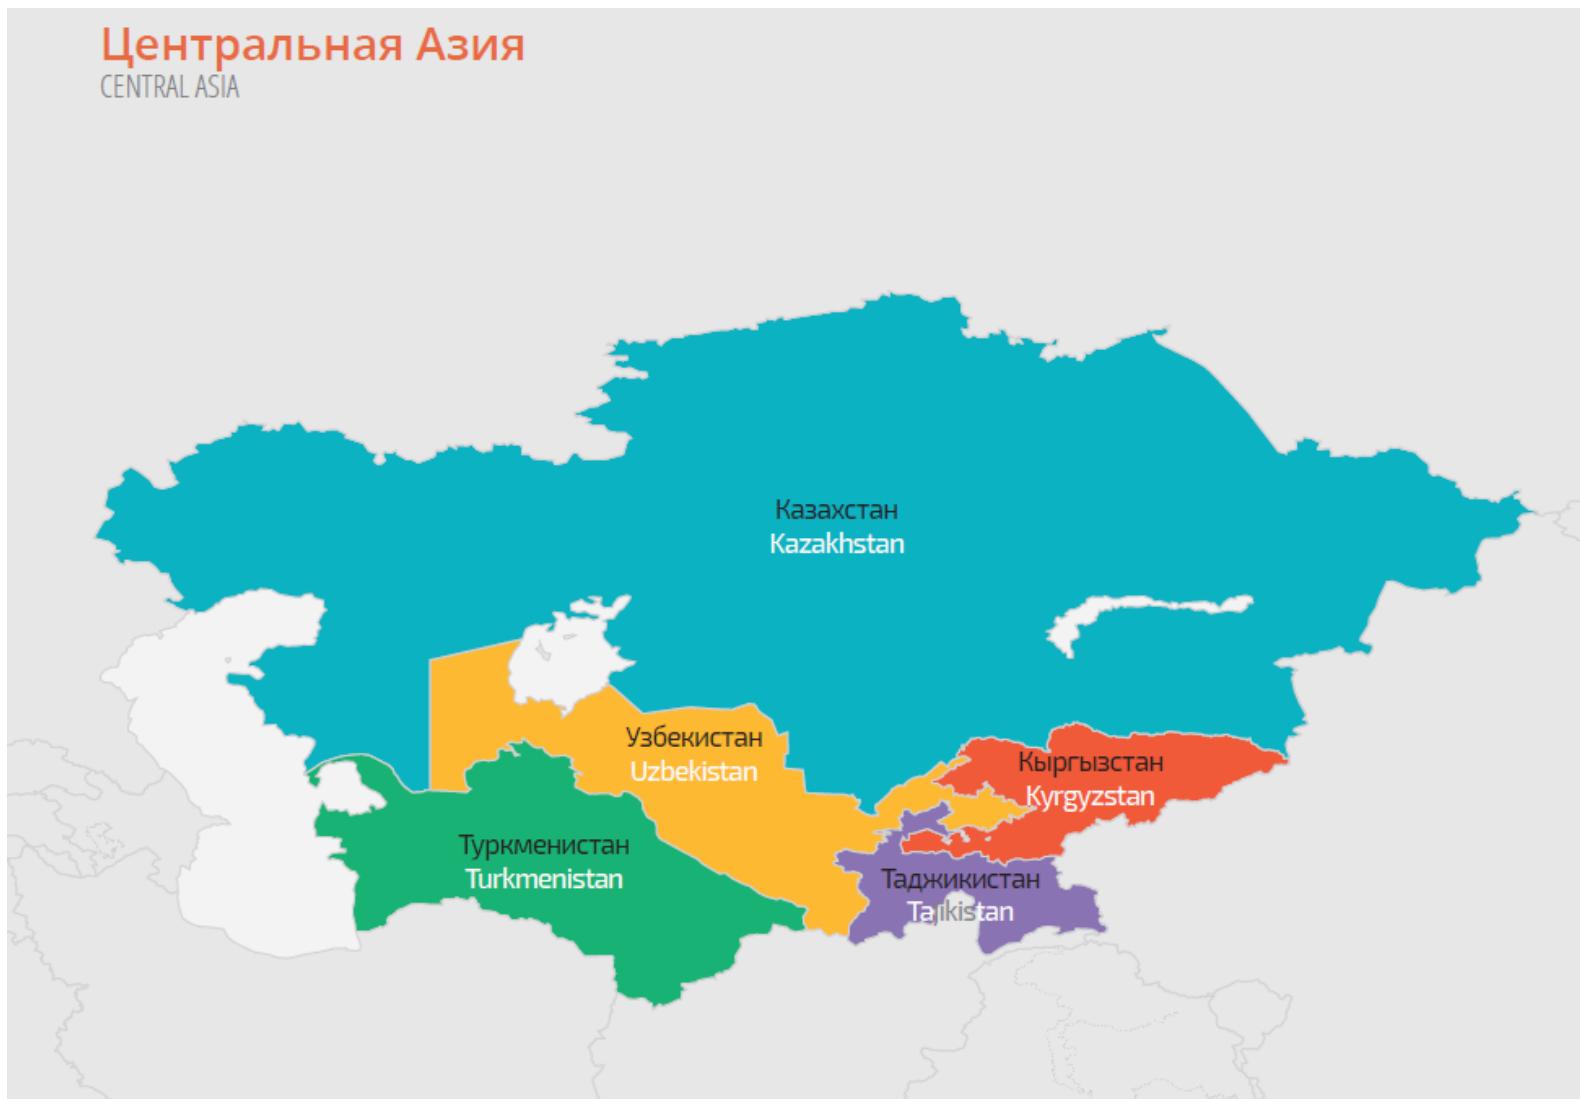 Центральная Азия
CENTRAL ASIA
Казахстан
Kazakhstan
Узбекистан
Uzbekistan
Кыргызстан
Kyrgyzstan
Туркменистан
Turkmenistan
Таджикистан
Tajikistan